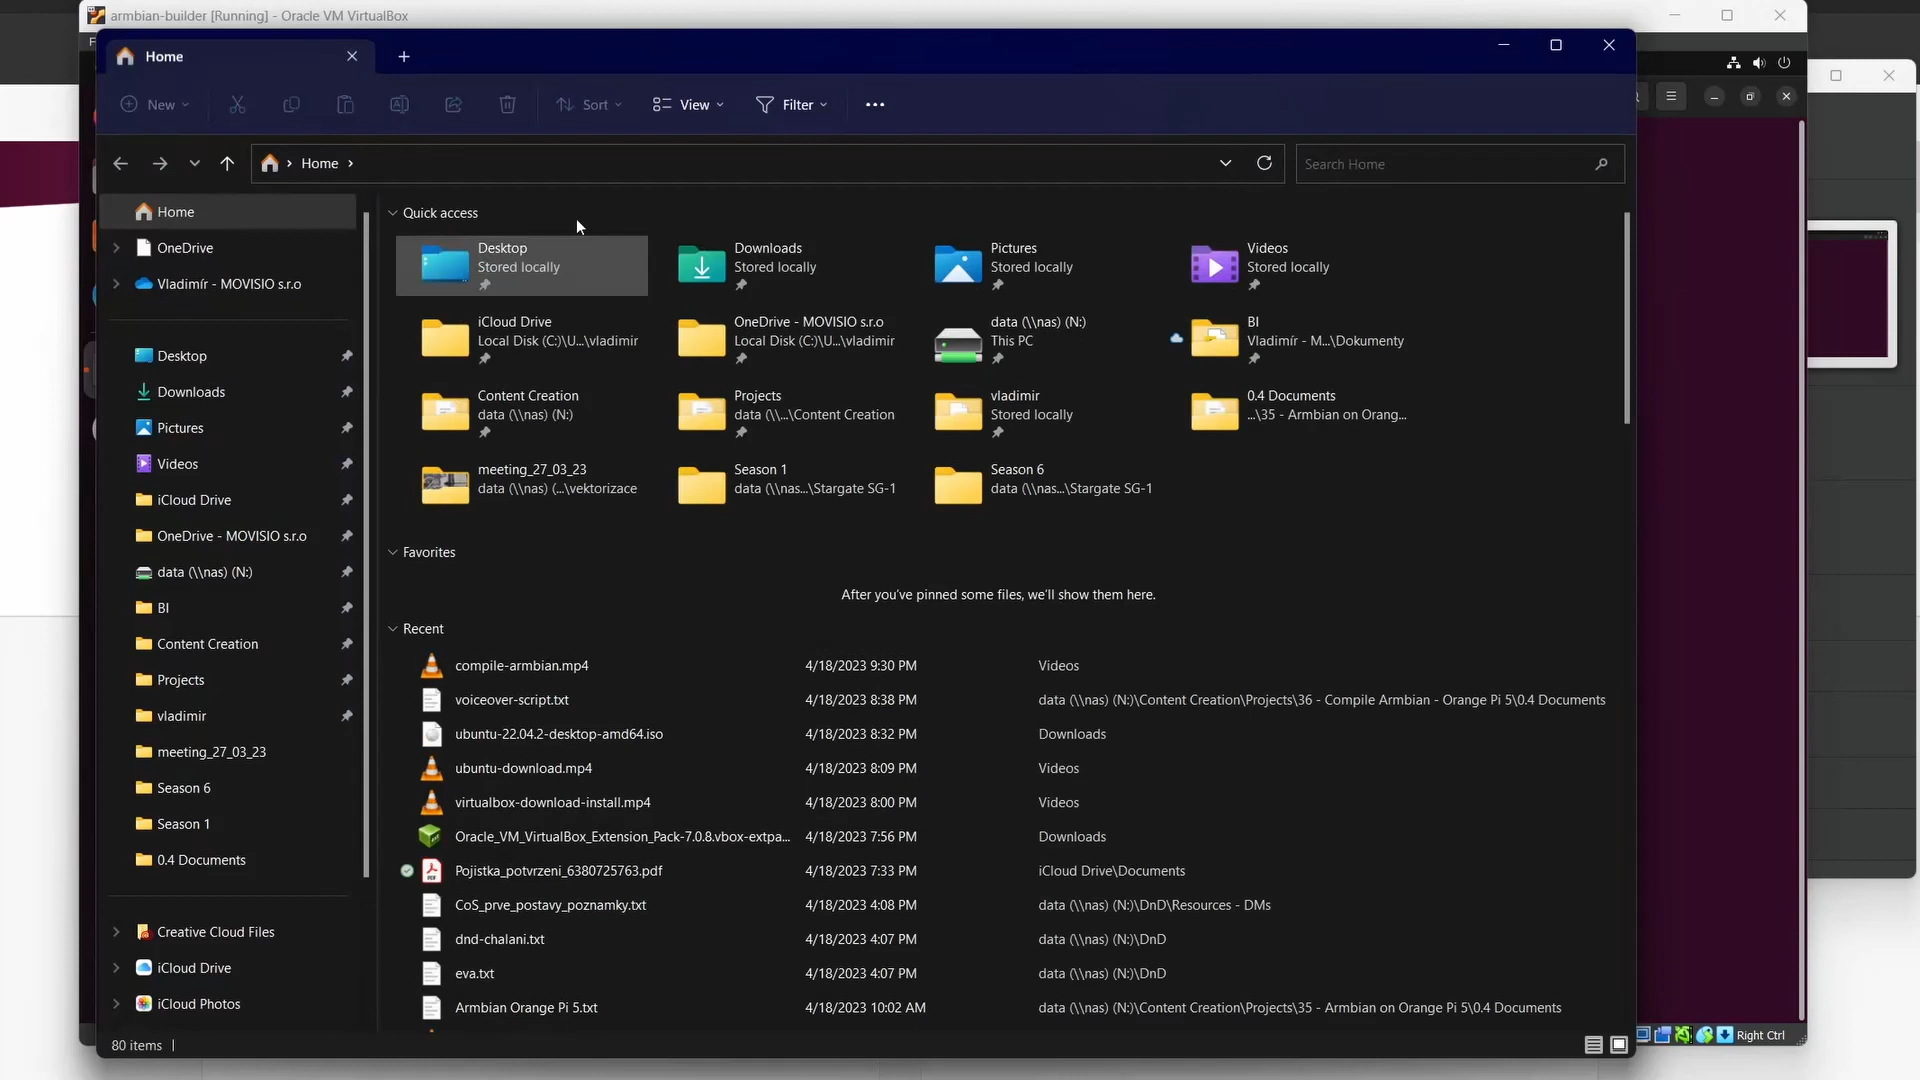 armbian-builder [Running] - Oracle VM VirtualBox
Home
New
Sort
View
Filter
Home
Search Home
Home
OneDrive
Vladimír - MOVISIO s.r.o
Desktop
Downloads
Pictures
Videos
iCloud Drive
OneDrive - MOVISIO s.r.o
data (\\nas) (N:)
BI
Content Creation
Projects
vladimir
meeting_27_03_23
Season 6
Season 1
0.4 Documents
Creative Cloud Files
iCloud Drive
iCloud Photos
Quick access
Desktop
Stored locally
Downloads
Stored locally
Pictures
Stored locally
Videos
Stored locally
iCloud Drive
Local Disk (C:)\U...\vladimir
OneDrive - MOVISIO s.r.o
Local Disk (C:)\U...\vladimir
data (\\nas) (N:)
This PC
BI
Vladimír - M...\Dokumenty
Content Creation
data (\\nas) (N:)
Projects
data (\\...\Content Creation
vladimir
Stored locally
0.4 Documents
...\35 - Armbian on Orang...
meeting_27_03_23
data (\\nas) (...\vektorizace
Season 1
data (\\nas...\Stargate SG-1
Season 6
data (\\nas...\Stargate SG-1
Favorites
After you've pinned some files, we'll show them here.
Recent
compile-armbian.mp4 4/18/2023 9:30 PM Videos
voiceover-script.txt 4/18/2023 8:38 PM data (\\nas) (N:)\Content Creation\Projects\36 - Compile Armbian - Orange Pi 5\0.4 Documents
ubuntu-22.04.2-desktop-amd64.iso 4/18/2023 8:32 PM Downloads
ubuntu-download.mp4 4/18/2023 8:09 PM Videos
virtualbox-download-install.mp4 4/18/2023 8:00 PM Videos
Oracle_VM_VirtualBox_Extension_Pack-7.0.8.vbox-extpa... 4/18/2023 7:56 PM Downloads
Pojistka_potvrzeni_6380725763.pdf 4/18/2023 7:33 PM iCloud Drive\Documents
CoS_prve_postavy_poznamky.txt 4/18/2023 4:08 PM data (\\nas) (N:)\DnD\Resources - DMs
dnd-chalani.txt 4/18/2023 4:07 PM data (\\nas) (N:)\DnD
eva.txt 4/18/2023 4:07 PM data (\\nas) (N:)\DnD
Armbian Orange Pi 5.txt 4/18/2023 10:02 AM data (\\nas) (N:)\Content Creation\Projects\35 - Armbian on Orange Pi 5\0.4 Documents
80 items
Right Ctrl